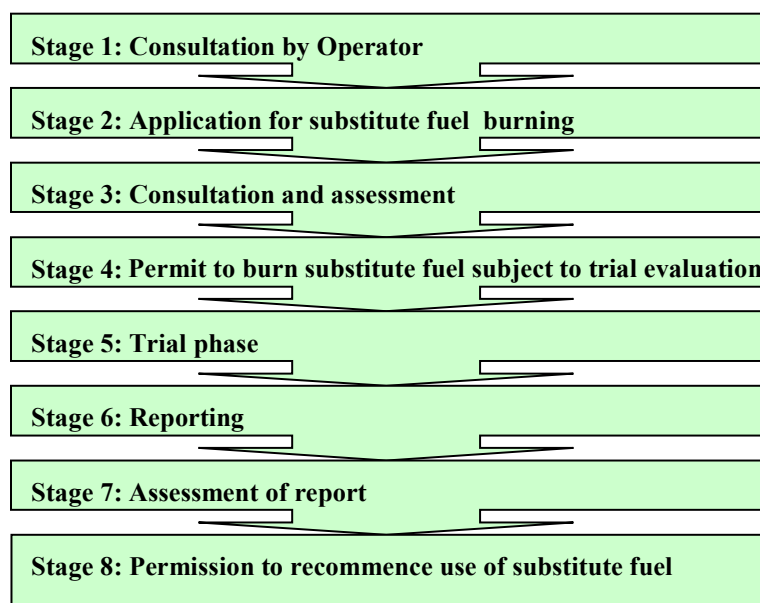 Stage 1: Consultation by Operator
Stage 2: Application for substitute fuel burning
Stage 3: Consultation and assessment
Stage 4: Permit to burn substitute fuel subject to trial evaluation
Stage 5: Trial phase
Stage 6: Reporting
Stage 7: Assessment of report
Stage 8: Permission to recommence use of substitute fuel